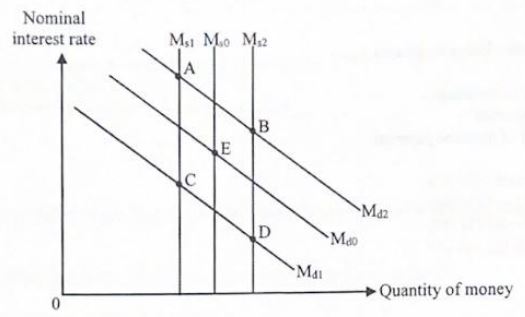 Nominal
interest rate
Ms1 Ms0 Ms2
A
B
E
C
D
Md2
Md0
Md1
Quantity of money
0